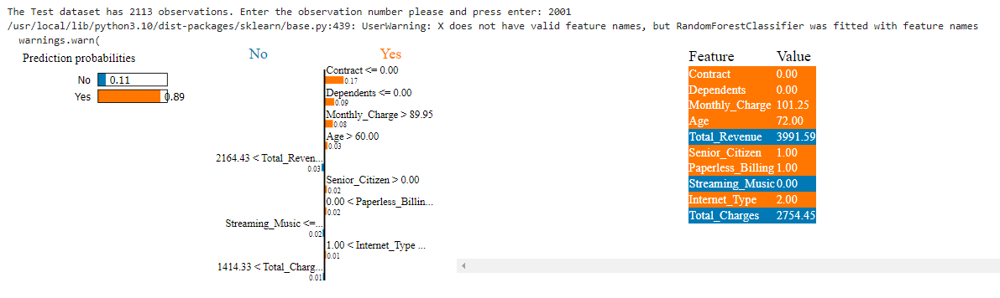 The Test dataset has 2113 observations. Enter the observation number please and press enter: 2001
/usr/local/lib/python3.10/dist-packages/sklearn/base.py:439: UserWarning: X does not have valid feature names, but RandomForestClassifier was fitted with feature names
warnings.warn(
Prediction probabilities
No 0.11
Yes 0.89
No Yes
Contract <= 0.00
0.17
Dependents <= 0.00
0.09
Monthly_Charge > 89.95
0.08
Age > 60.00
0.03
2164.43 < Total_Reven...
0.03
Senior_Citizen > 0.00
0.02
0.00 < Paperless_Billin...
0.02
Streaming_Music <=...
0.02
1.00 < Internet_Type ...
0.01
1414.33 < Total_Charg...
0.01
Feature Value
Contract 0.00
Dependents 0.00
Monthly_Charge 101.25
Age 72.00
Total_Revenue 3991.59
Senior_Citizen 1.00
Paperless_Billing 1.00
Streaming_Music 0.00
Internet_Type 2.00
Total_Charges 2754.45